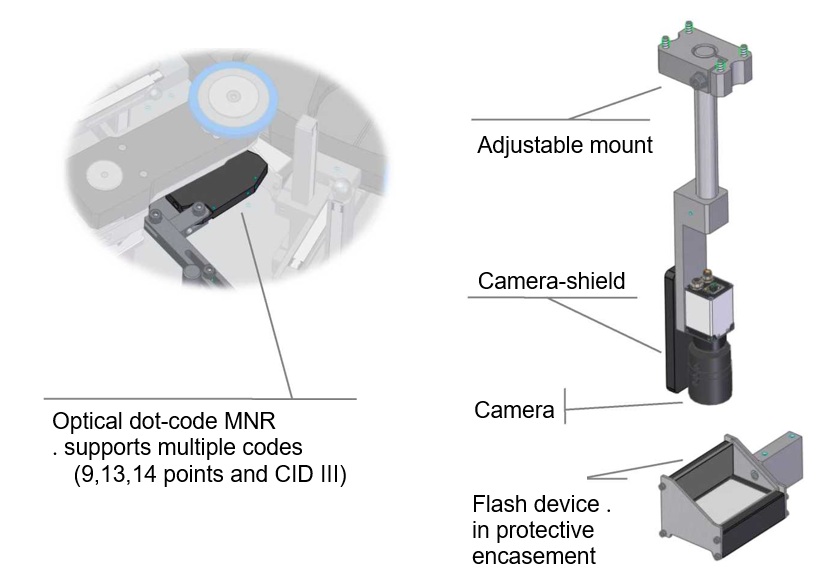 Optical dot-code MNR
. supports multiple codes
(9,13,14 points and CID III)
Adjustable mount
Camera-shield
Camera
Flash device .
in protective
encasement